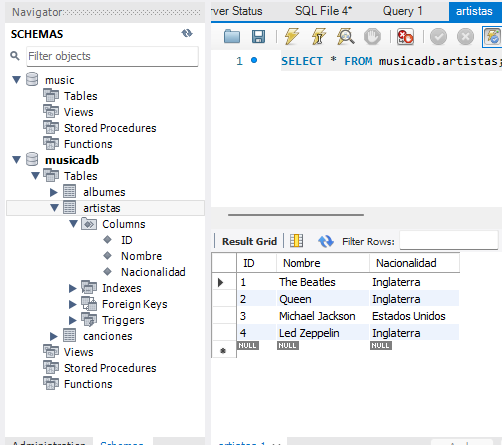 Navigator
SCHEMAS
Filter objects
music
Tables
Views
Stored Procedures
Functions
musicadb
Tables
albumes
artistas
Columns
ID
Nombre
Nacionalidad
Indexes
Foreign Keys
Triggers
canciones
Views
Stored Procedures
Functions
Administration Schemas
rver Status SQL File 4* Query 1 artistas
1 SELECT * FROM musicadb.artistas;
Result Grid Filter Rows:
ID Nombre Nacionalidad
1 The Beatles Inglaterra
2 Queen Inglaterra
3 Michael Jackson Estados Unidos
4 Led Zeppelin Inglaterra
NULL NULL NULL
artistas 1